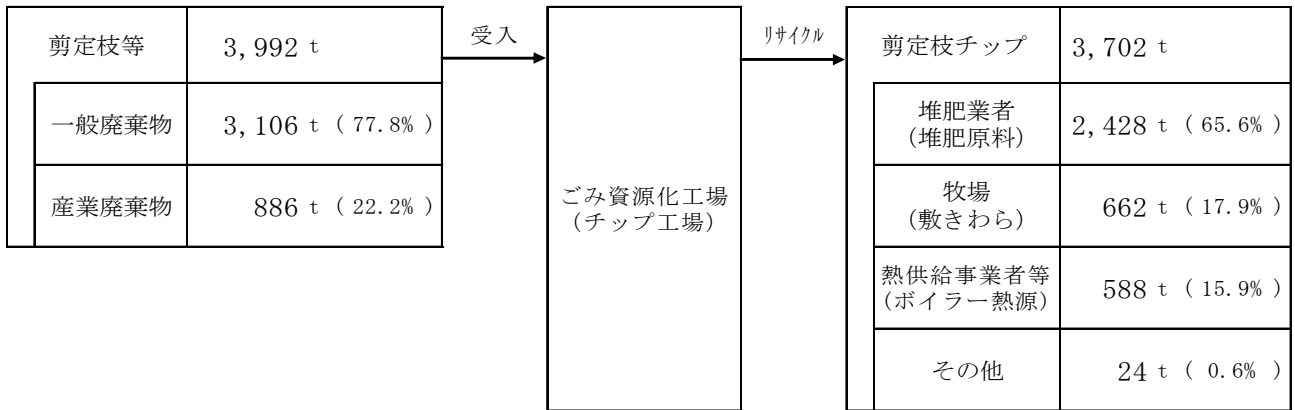 剪定枝等 3,992 t
一般廃棄物 3,106 t ( 77.8% )
産業廃棄物 886 t ( 22.2% )
受入
ごみ資源化工場
(チップ工場)
ﾘｻｲｸﾙ
剪定枝チップ 3,702 t
堆肥業者
(堆肥原料)
2,428 t ( 65.6% )
牧場
(敷きわら)
662 t ( 17.9% )
熱供給事業者等
(ボイラー熱源)
588 t ( 15.9% )
その他 24 t ( 0.6% )